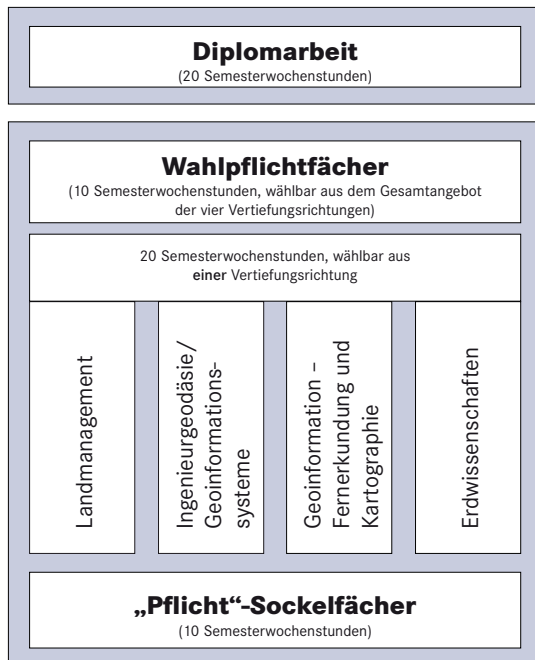 Diplomarbeit
(20 Semesterwochenstunden)
Wahlpflichtfächer
(10 Semesterwochenstunden, wählbar aus dem Gesamtangebot
der vier Vertiefungsrichtungen)
20 Semesterwochenstunden, wählbar aus
einer Vertiefungsrichtung
Landmanagement
Ingenieurgeodäsie/
Geoinformations-
systeme
Geoinformation –
Fernerkundung und
Kartographie
Erdwissenschaften
„Pflicht“-Sockelfächer
(10 Semesterwochenstunden)